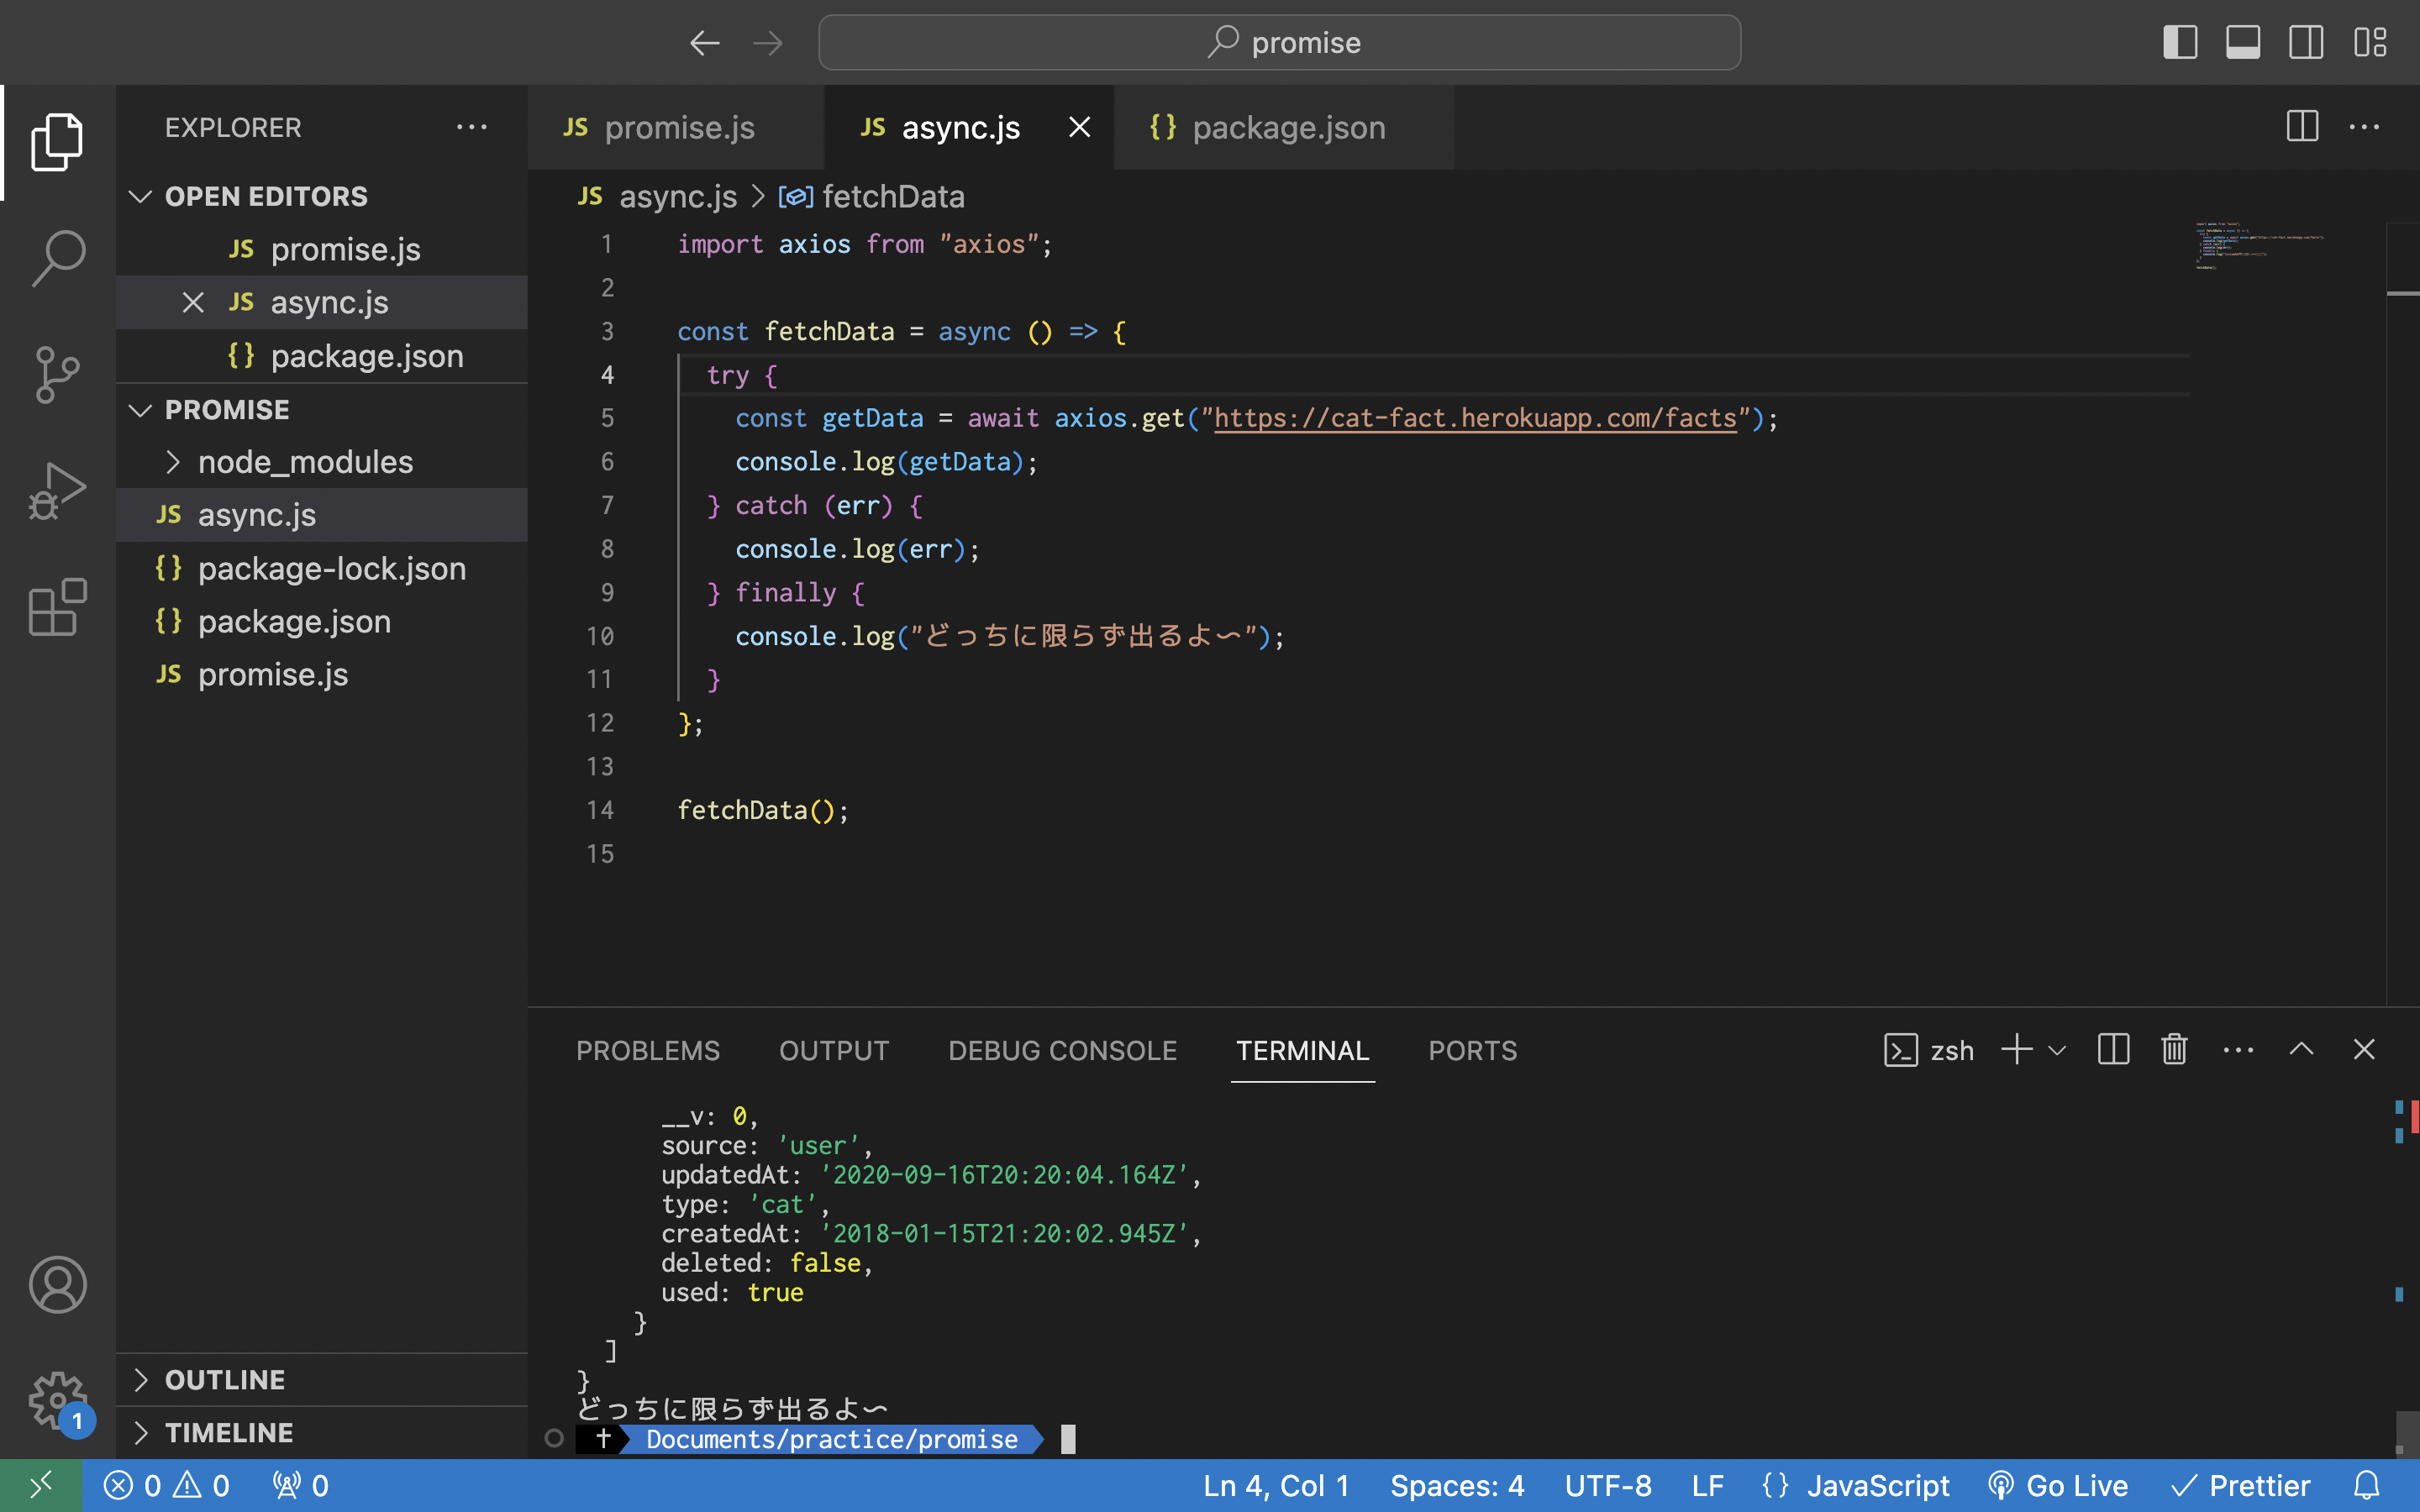 promise
EXPLORER
OPEN EDITORS
JS promise.js
JS async.js
{} package.json
PROMISE
node_modules
JS async.js
{} package-lock.json
{} package.json
JS promise.js
OUTLINE
TIMELINE
1
JS promise.js
JS async.js
{} package.json
JS async.js > fetchData
1 import axios from "axios";
2
3 const fetchData = async () => {
4 try {
5 const getData = await axios.get("https://cat-fact.herokuapp.com/facts");
6 console.log(getData);
7 } catch (err) {
8 console.log(err);
9 } finally {
10 console.log("どっちに限らず出るよ〜");
11 }
12 };
13
14 fetchData();
15
PROBLEMS OUTPUT DEBUG CONSOLE TERMINAL PORTS
zsh
__v: 0,
source: 'user',
updatedAt: '2020-09-16T20:20:04.164Z',
type: 'cat',
createdAt: '2018-01-15T21:20:02.945Z',
deleted: false,
used: true
}
]
}
どっちに限らず出るよ〜
† Documents/practice/promise
0 0 0 Ln 4, Col 1 Spaces: 4 UTF-8 LF {} JavaScript Go Live Prettier